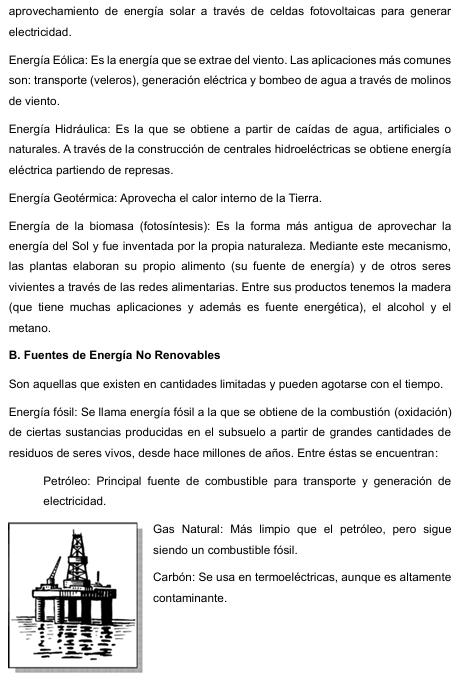 aprovechamiento de energía solar a través de celdas fotovoltaicas para generar
electricidad.
Energía Eólica: Es la energía que se extrae del viento. Las aplicaciones más comunes
son: transporte (veleros), generación eléctrica y bombeo de agua a través de molinos
de viento.
Energía Hidráulica: Es la que se obtiene a partir de caídas de agua, artificiales o
naturales. A través de la construcción de centrales hidroeléctricas se obtiene energía
eléctrica partiendo de represas.
Energía Geotérmica: Aprovecha el calor interno de la Tierra.
Energía de la biomasa (fotosíntesis): Es la forma más antigua de aprovechar la
energía del Sol y fue inventada por la propia naturaleza. Mediante este mecanismo,
las plantas elaboran su propio alimento (su fuente de energía) y de otros seres
vivientes a través de las redes alimentarias. Entre sus productos tenemos la madera
(que tiene muchas aplicaciones y además es fuente energética), el alcohol y el
metano.
B. Fuentes de Energía No Renovables
Son aquellas que existen en cantidades limitadas y pueden agotarse con el tiempo.
Energía fósil: Se llama energía fósil a la que se obtiene de la combustión (oxidación)
de ciertas sustancias producidas en el subsuelo a partir de grandes cantidades de
residuos de seres vivos, desde hace millones de años. Entre éstas se encuentran:
Petróleo: Principal fuente de combustible para transporte y generación de
electricidad.
Gas Natural: Más limpio que el petróleo, pero sigue
siendo un combustible fósil.
Carbón: Se usa en termoeléctricas, aunque es altamente
contaminante.